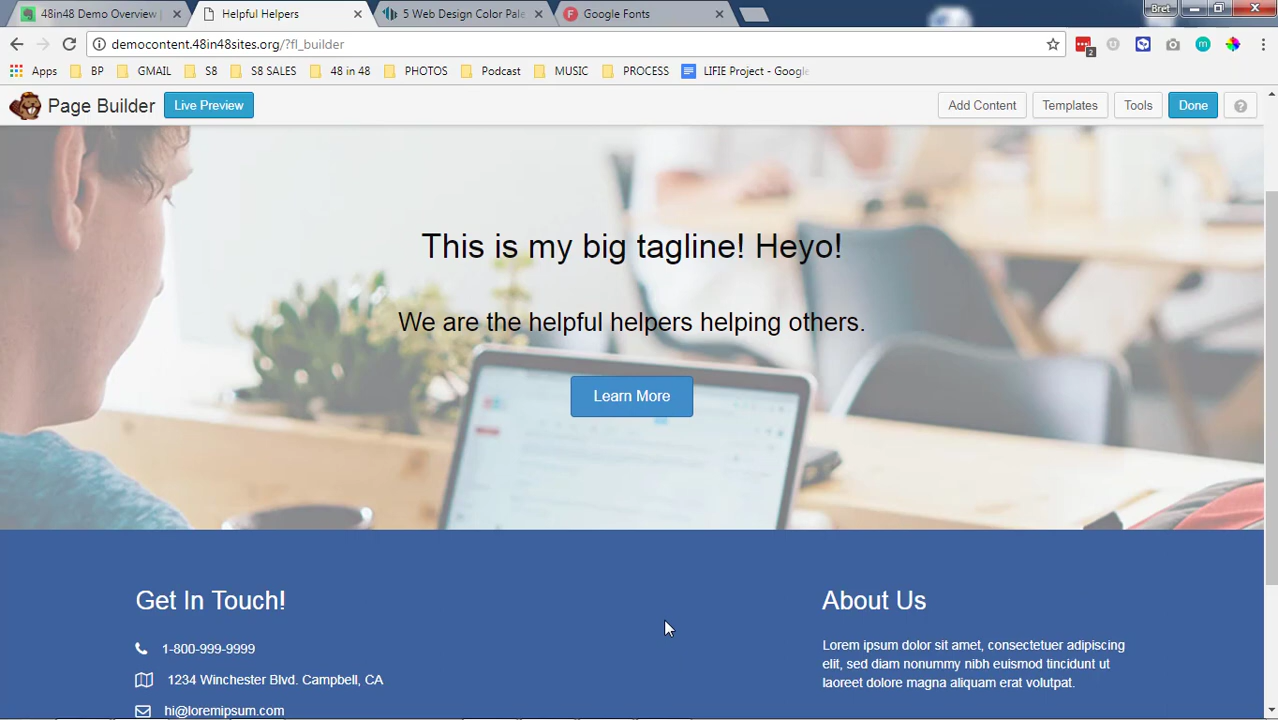 48in48 Demo Overview |
Helpful Helpers
5 Web Design Color Pale
Google Fonts
Bret
democontent.48in48sites.org/?fl_builder
2
Apps
BP
GMAIL
S8
S8 SALES
48 in 48
PHOTOS
Podcast
MUSIC
PROCESS
LIFIE Project - Google
Page Builder
Live Preview
Add Content
Templates
Tools
Done
?
This is my big tagline! Heyo!
We are the helpful helpers helping others.
Learn More
Get In Touch!
1-800-999-9999
1234 Winchester Blvd. Campbell, CA
hi@loremipsum.com
About Us
Lorem ipsum dolor sit amet, consectetuer adipiscing
elit, sed diam nonummy nibh euismod tincidunt ut
laoreet dolore magna aliquam erat volutpat.